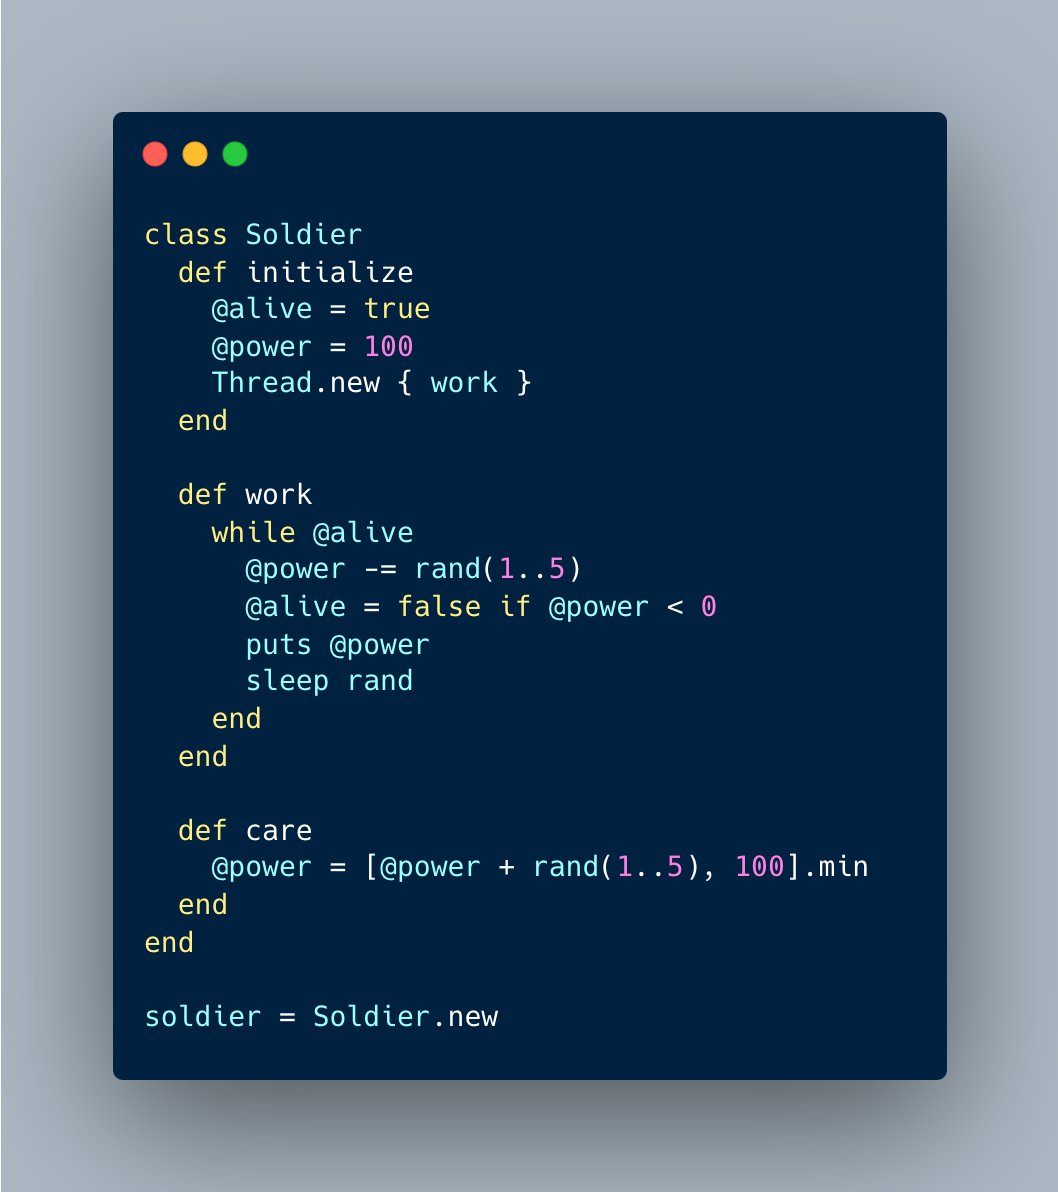 class Soldier
  def initialize
    @alive = true
    @power = 100
    Thread.new { work }
  end

  def work
    while @alive
      @power -= rand(1..5)
      @alive = false if @power < 0
      puts @power
      sleep rand
    end
  end

  def care
    @power = [@power + rand(1..5), 100].min
  end
end

soldier = Soldier.new